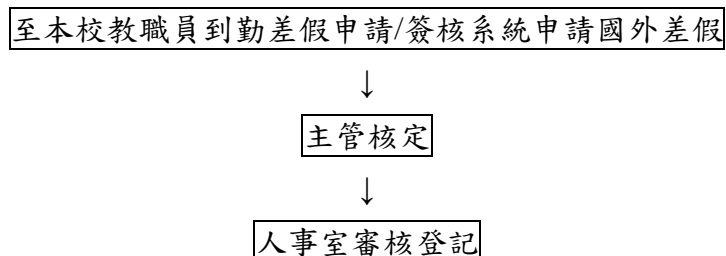 至本校教職員到勤差假申請/簽核系統申請國外差假
↓
主管核定
↓
人事室審核登記